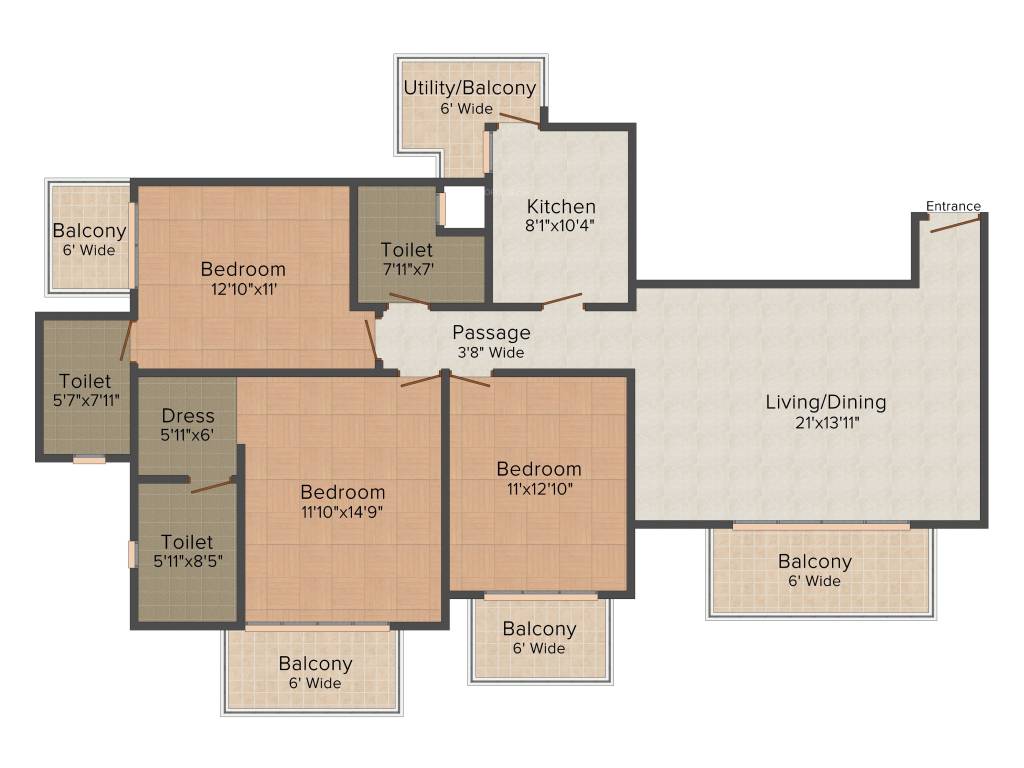 Utility/Balcony
6' Wide
Kitchen
8'1"x10'4"
Entrance
Balcony
6' Wide
Bedroom
12'10"x11'
Toilet
7'11"x7'
Passage
3'8" Wide
Toilet
5'7"x7'11"
Dress
5'11"x6'
Living/Dining
21'x13'11"
Bedroom
11'x12'10"
Bedroom
11'10"x14'9"
Toilet
5'11"x8'5"
Balcony
6' Wide
Balcony
6' Wide
Balcony
6' Wide